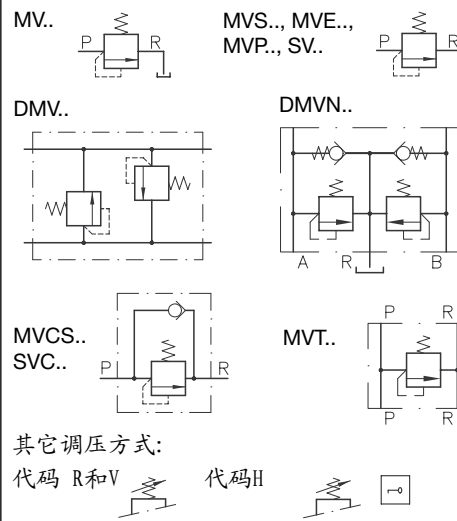 MV..
P R
MVS.., MVE..,
MVP.., SV..
P R
DMV..
DMVN..
A R B
MVCS..
SVC..
P R
MVT..
P R
P R
其它调压方式:
代码 R和V
代码H